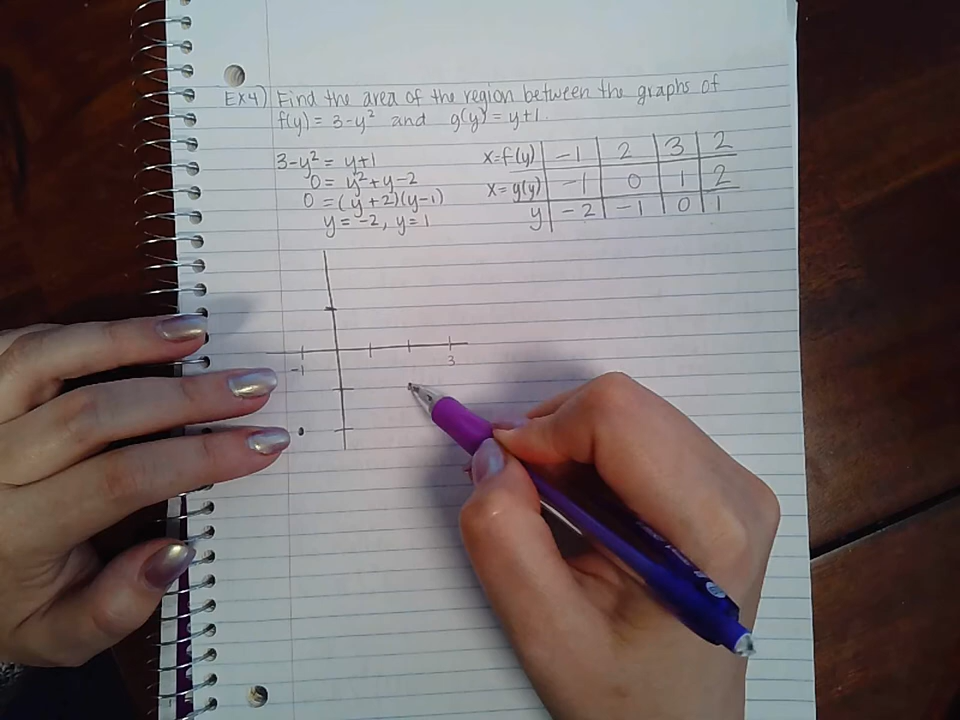 Ex 4) Find the area of the region between the graphs of
f(y) = 3-y² and g(y) = y+1.
3-y² = y+1
0 = y²+y-2
0 = (y+2)(y-1)
y = -2, y = 1
x=f(y) -1 2 3 2
x=g(y) -1 0 1 2
y -2 -1 0 1
-1 3